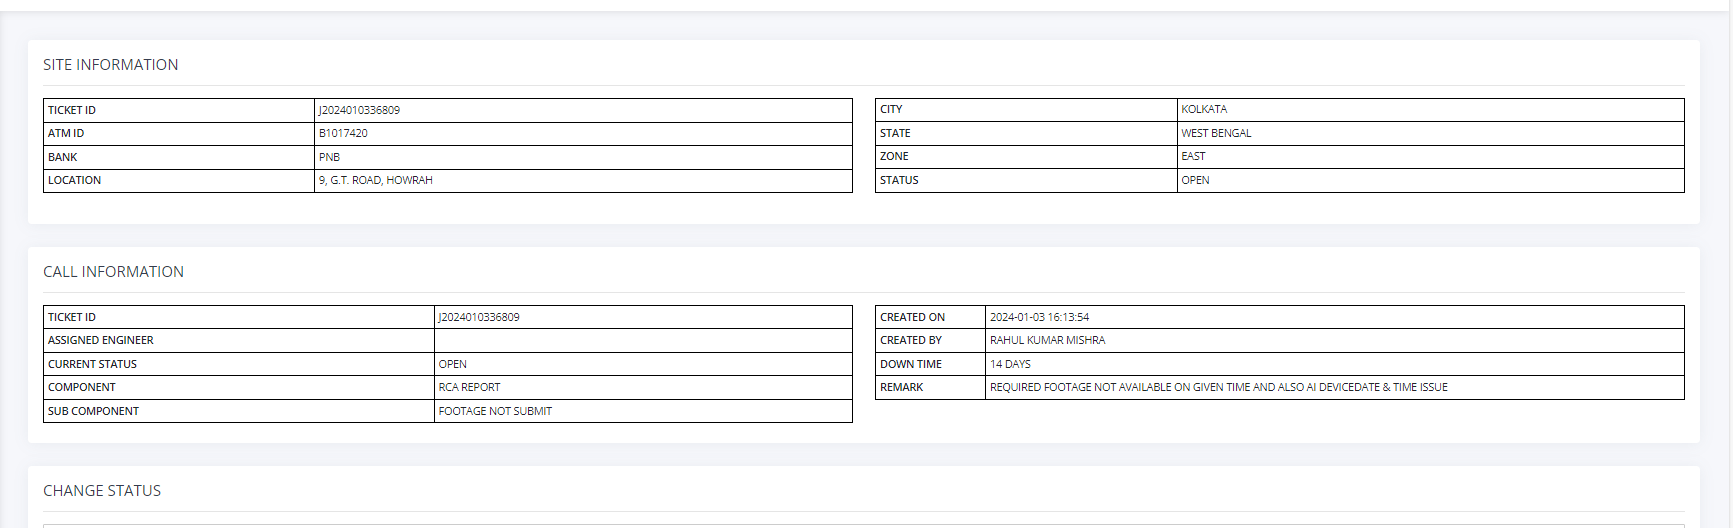 SITE INFORMATION
TICKET ID J2024010336809
ATM ID B1017420
BANK PNB
LOCATION 9, G.T. ROAD, HOWRAH
CITY KOLKATA
STATE WEST BENGAL
ZONE EAST
STATUS OPEN
CALL INFORMATION
TICKET ID J2024010336809
ASSIGNED ENGINEER
CURRENT STATUS OPEN
COMPONENT RCA REPORT
SUB COMPONENT FOOTAGE NOT SUBMIT
CREATED ON 2024-01-03 16:13:54
CREATED BY RAHUL KUMAR MISHRA
DOWN TIME 14 DAYS
REMARK REQUIRED FOOTAGE NOT AVAILABLE ON GIVEN TIME AND ALSO AI DEVICEDATE & TIME ISSUE
CHANGE STATUS